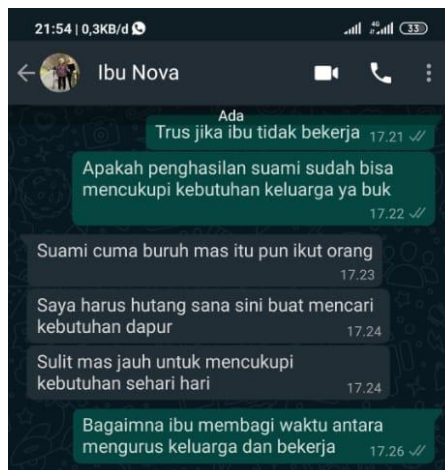 21:54 | 0,3KB/d
4G
33
Ibu Nova
Ada
Trus jika ibu tidak bekerja 17.21
Apakah penghasilan suami sudah bisa
mencukupi kebutuhan keluarga ya buk
17.22
Suami cuma buruh mas itu pun ikut orang
17.23
Saya harus hutang sana sini buat mencari
kebutuhan dapur 17.24
Sulit mas jauh untuk mencukupi
kebutuhan sehari hari 17.24
Bagaimna ibu membagi waktu antara
mengurus keluarga dan bekerja 17.26